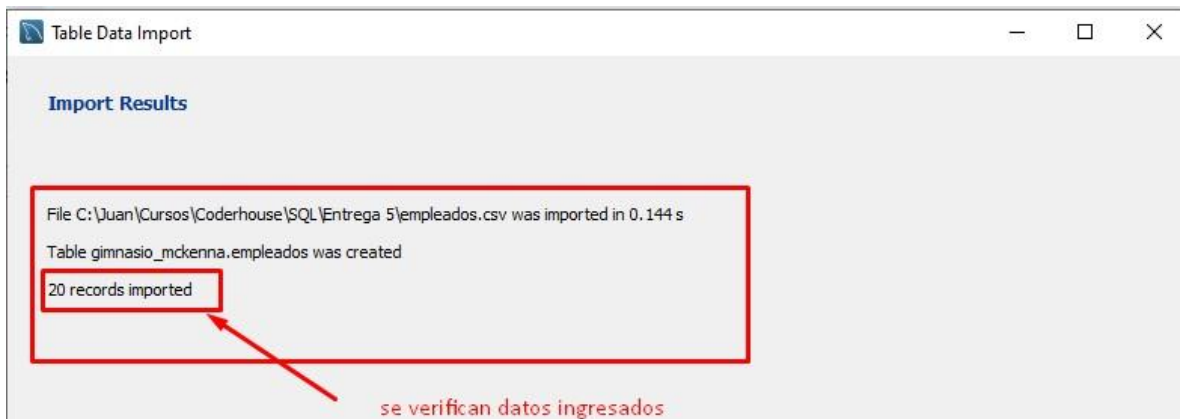 Table Data Import
Import Results
File C:\Juan\Cursos\Coderhouse\SQL\Entrega 5\empleados.csv was imported in 0.144 s
Table gimnasio_mckenna.empleados was created
20 records imported
se verifican datos ingresados